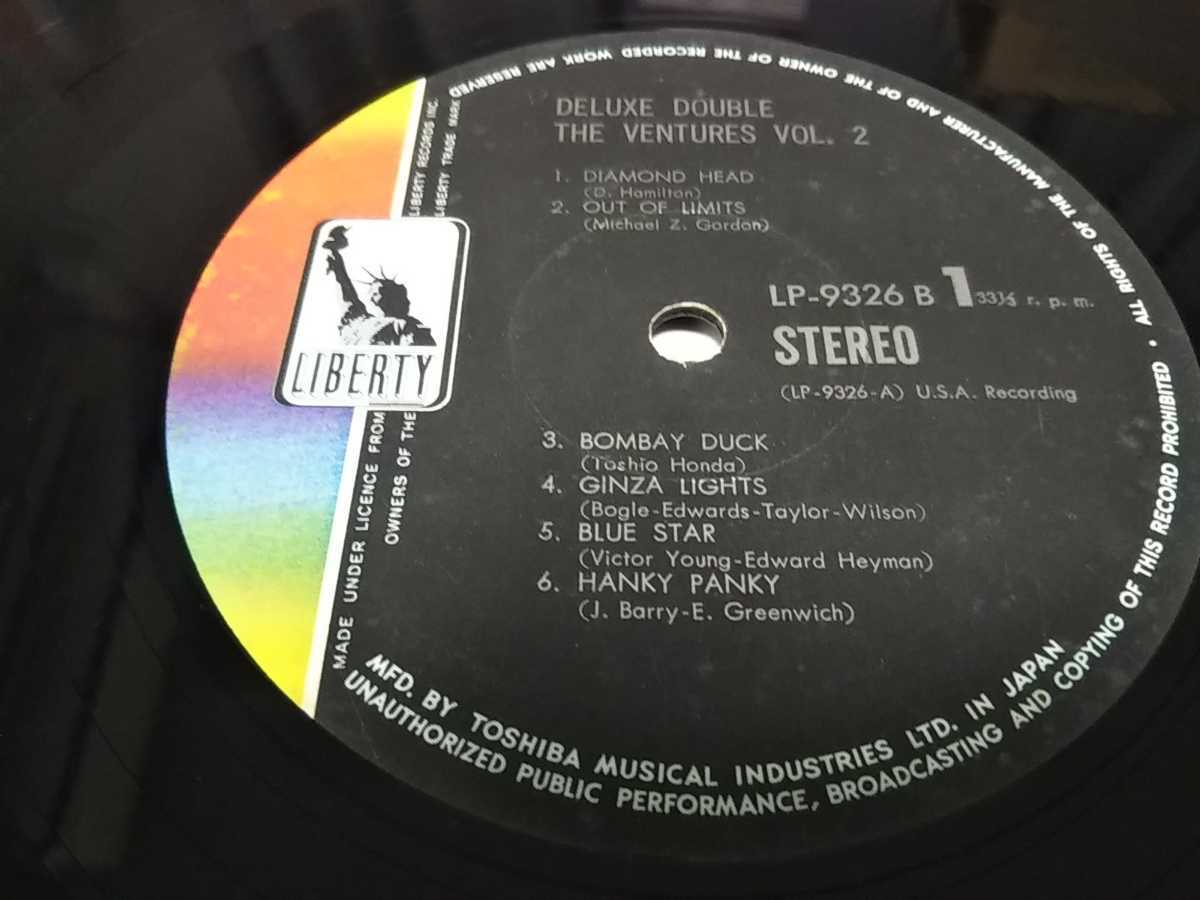 DELUXE DOUBLE
THE VENTURES VOL. 2
1. DIAMOND HEAD
(D. Hamilton)
2. OUT OF LIMITS
(Michael Z. Gordon)
LP-9326 B 1 33⅓ r. p. m.
STEREO
(LP-9326-A) U.S.A. Recording
3. BOMBAY DUCK
(Toshio Honda)
4. GINZA LIGHTS
(Bogle-Edwards-Taylor-Wilson)
5. BLUE STAR
(Victor Young-Edward Heyman)
6. HANKY PANKY
(J. Barry-E. Greenwich)
LIBERTY
MADE UNDER LICENCE FROM LIBERTY RECORDS INC.
OWNERS OF THE LIBERTY TRADE MARK
MFD. BY TOSHIBA MUSICAL INDUSTRIES LTD. IN JAPAN
UNAUTHORIZED PUBLIC PERFORMANCE, BROADCASTING AND COPYING OF THIS RECORD PROHIBITED • ALL RIGHTS OF THE MANUFACTURER AND OF THE OWNER OF THE RECORDED WORK ARE RESERVED